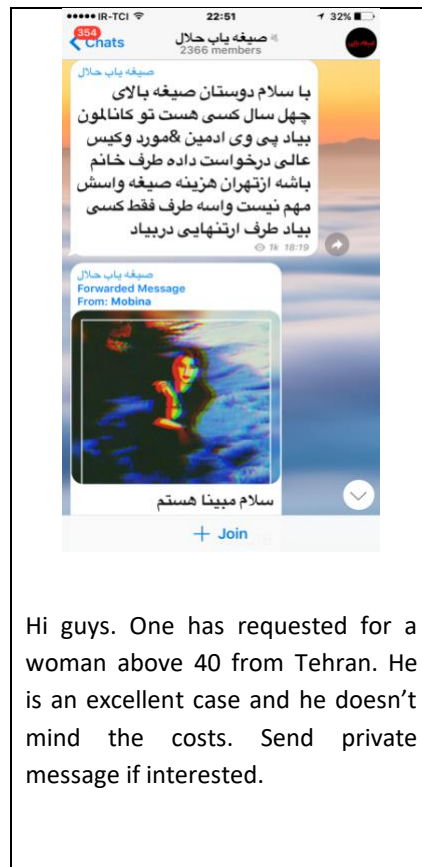 IR-TCI 22:51 32%
354
Chats
صیغه یاب حلال
2366 members
صیغه یاب حلال
با سلام دوستان صیغه بالای
چهل سال کسی هست تو کانالمون
بیاد پی وی ادمین &مورد وکیس
عالی درخواست داده طرف خانم
باشه ازتهران هزینه صیغه واسش
مهم نیست واسه طرف فقط کسی
بیاد طرف ارتنهایی دربیاد
1k 18:19
صیغه یاب حلال
Forwarded Message
From: Mobina
سلام مبینا هستم
+ Join
Hi guys. One has requested for a
woman above 40 from Tehran. He
is an excellent case and he doesn't
mind the costs. Send private
message if interested.